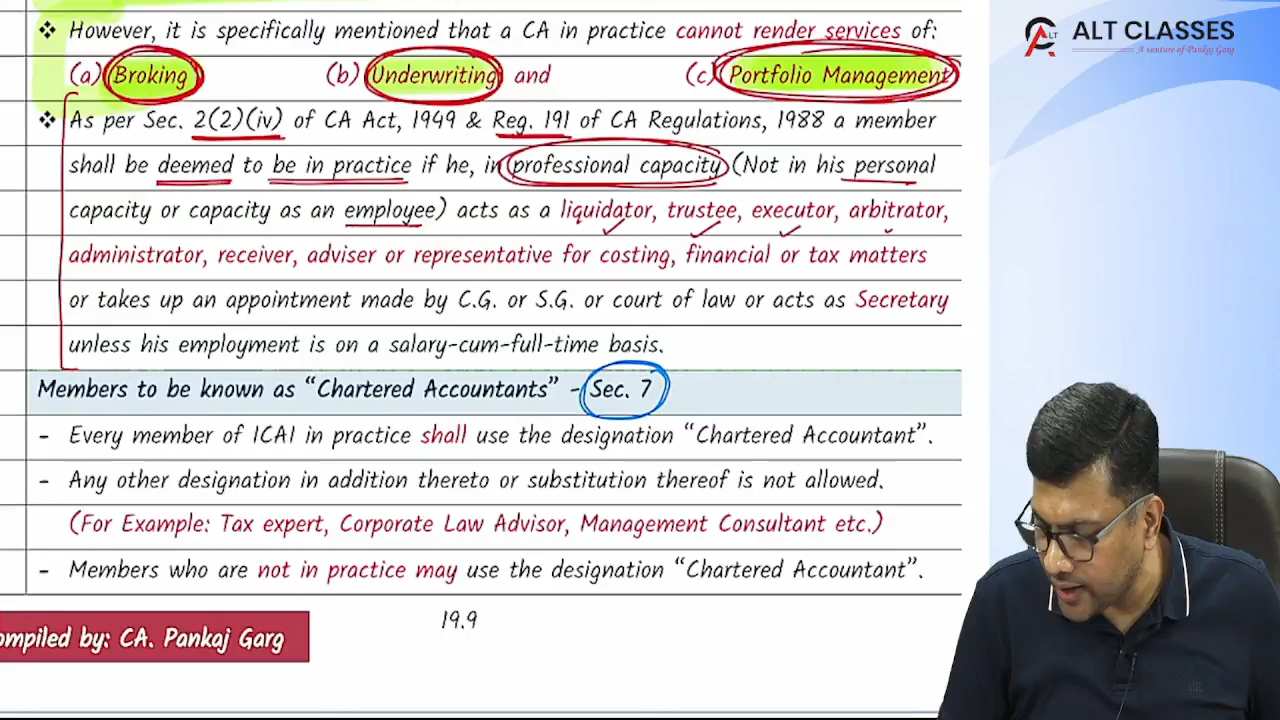 ❖ However, it is specifically mentioned that a CA in practice cannot render services of:
(a) Broking (b) Underwriting and (c) Portfolio Management
❖ As per Sec. 2(2)(iv) of CA Act, 1949 & Reg. 191 of CA Regulations, 1988 a member
shall be deemed to be in practice if he, in professional capacity (Not in his personal
capacity or capacity as an employee) acts as a liquidator, trustee, executor, arbitrator,
administrator, receiver, adviser or representative for costing, financial or tax matters
or takes up an appointment made by C.G. or S.G. or court of law or acts as Secretary
unless his employment is on a salary-cum-full-time basis.
Members to be known as “Chartered Accountants” - Sec. 7
- Every member of ICAI in practice shall use the designation “Chartered Accountant”.
- Any other designation in addition thereto or substitution thereof is not allowed.
(For Example: Tax expert, Corporate Law Advisor, Management Consultant etc.)
- Members who are not in practice may use the designation “Chartered Accountant”.
19.9
ompiled by: CA. Pankaj Garg
ALT
ALT CLASSES
A venture of Pankaj Garg